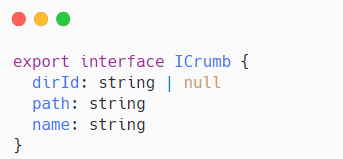 export interface ICrumb {
  dirId: string | null
  path: string
  name: string
}